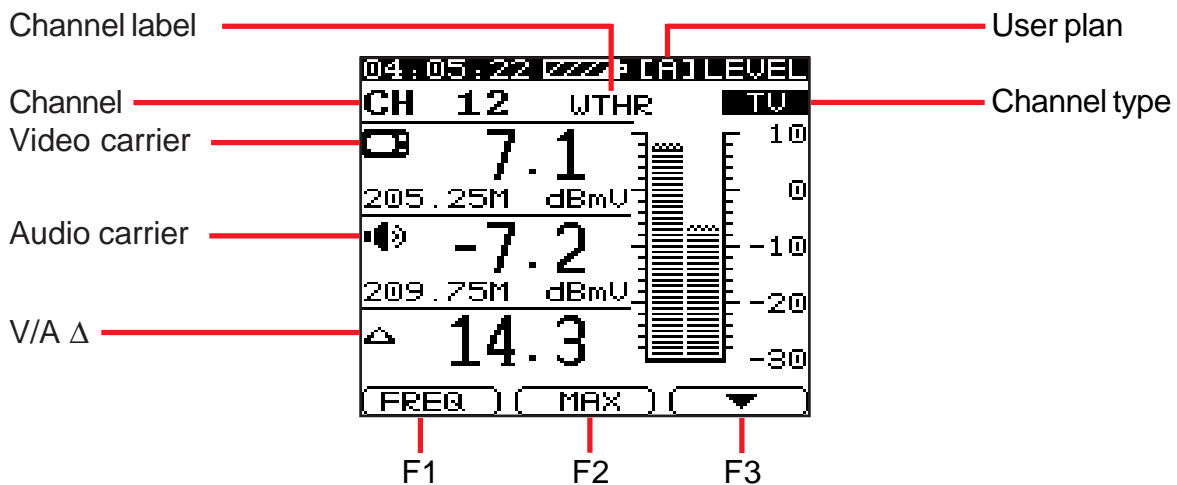 Channel label
User plan
04:05:22 [A]LEVEL
Channel
CH 12 WTHR TV
Channel type
Video carrier
7.1
205.25M dBmV
Audio carrier
-7.2
209.75M dBmV
V/A Δ
14.3
10
0
-10
-20
-30
FREQ MAX
F1 F2 F3